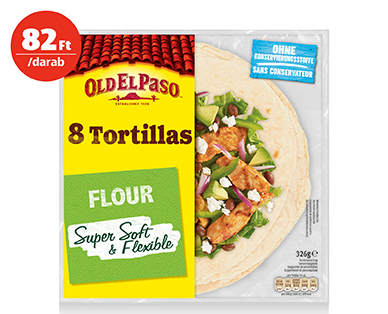 82 Ft
/darab
OLD EL PASO
ESTABLISHED 1938
8 Tortillas
FLOUR
Super Soft
& Flexible
OHNE
KONSERVIERUNGSSTOFFE
SANS CONSERVATEUR
326g e